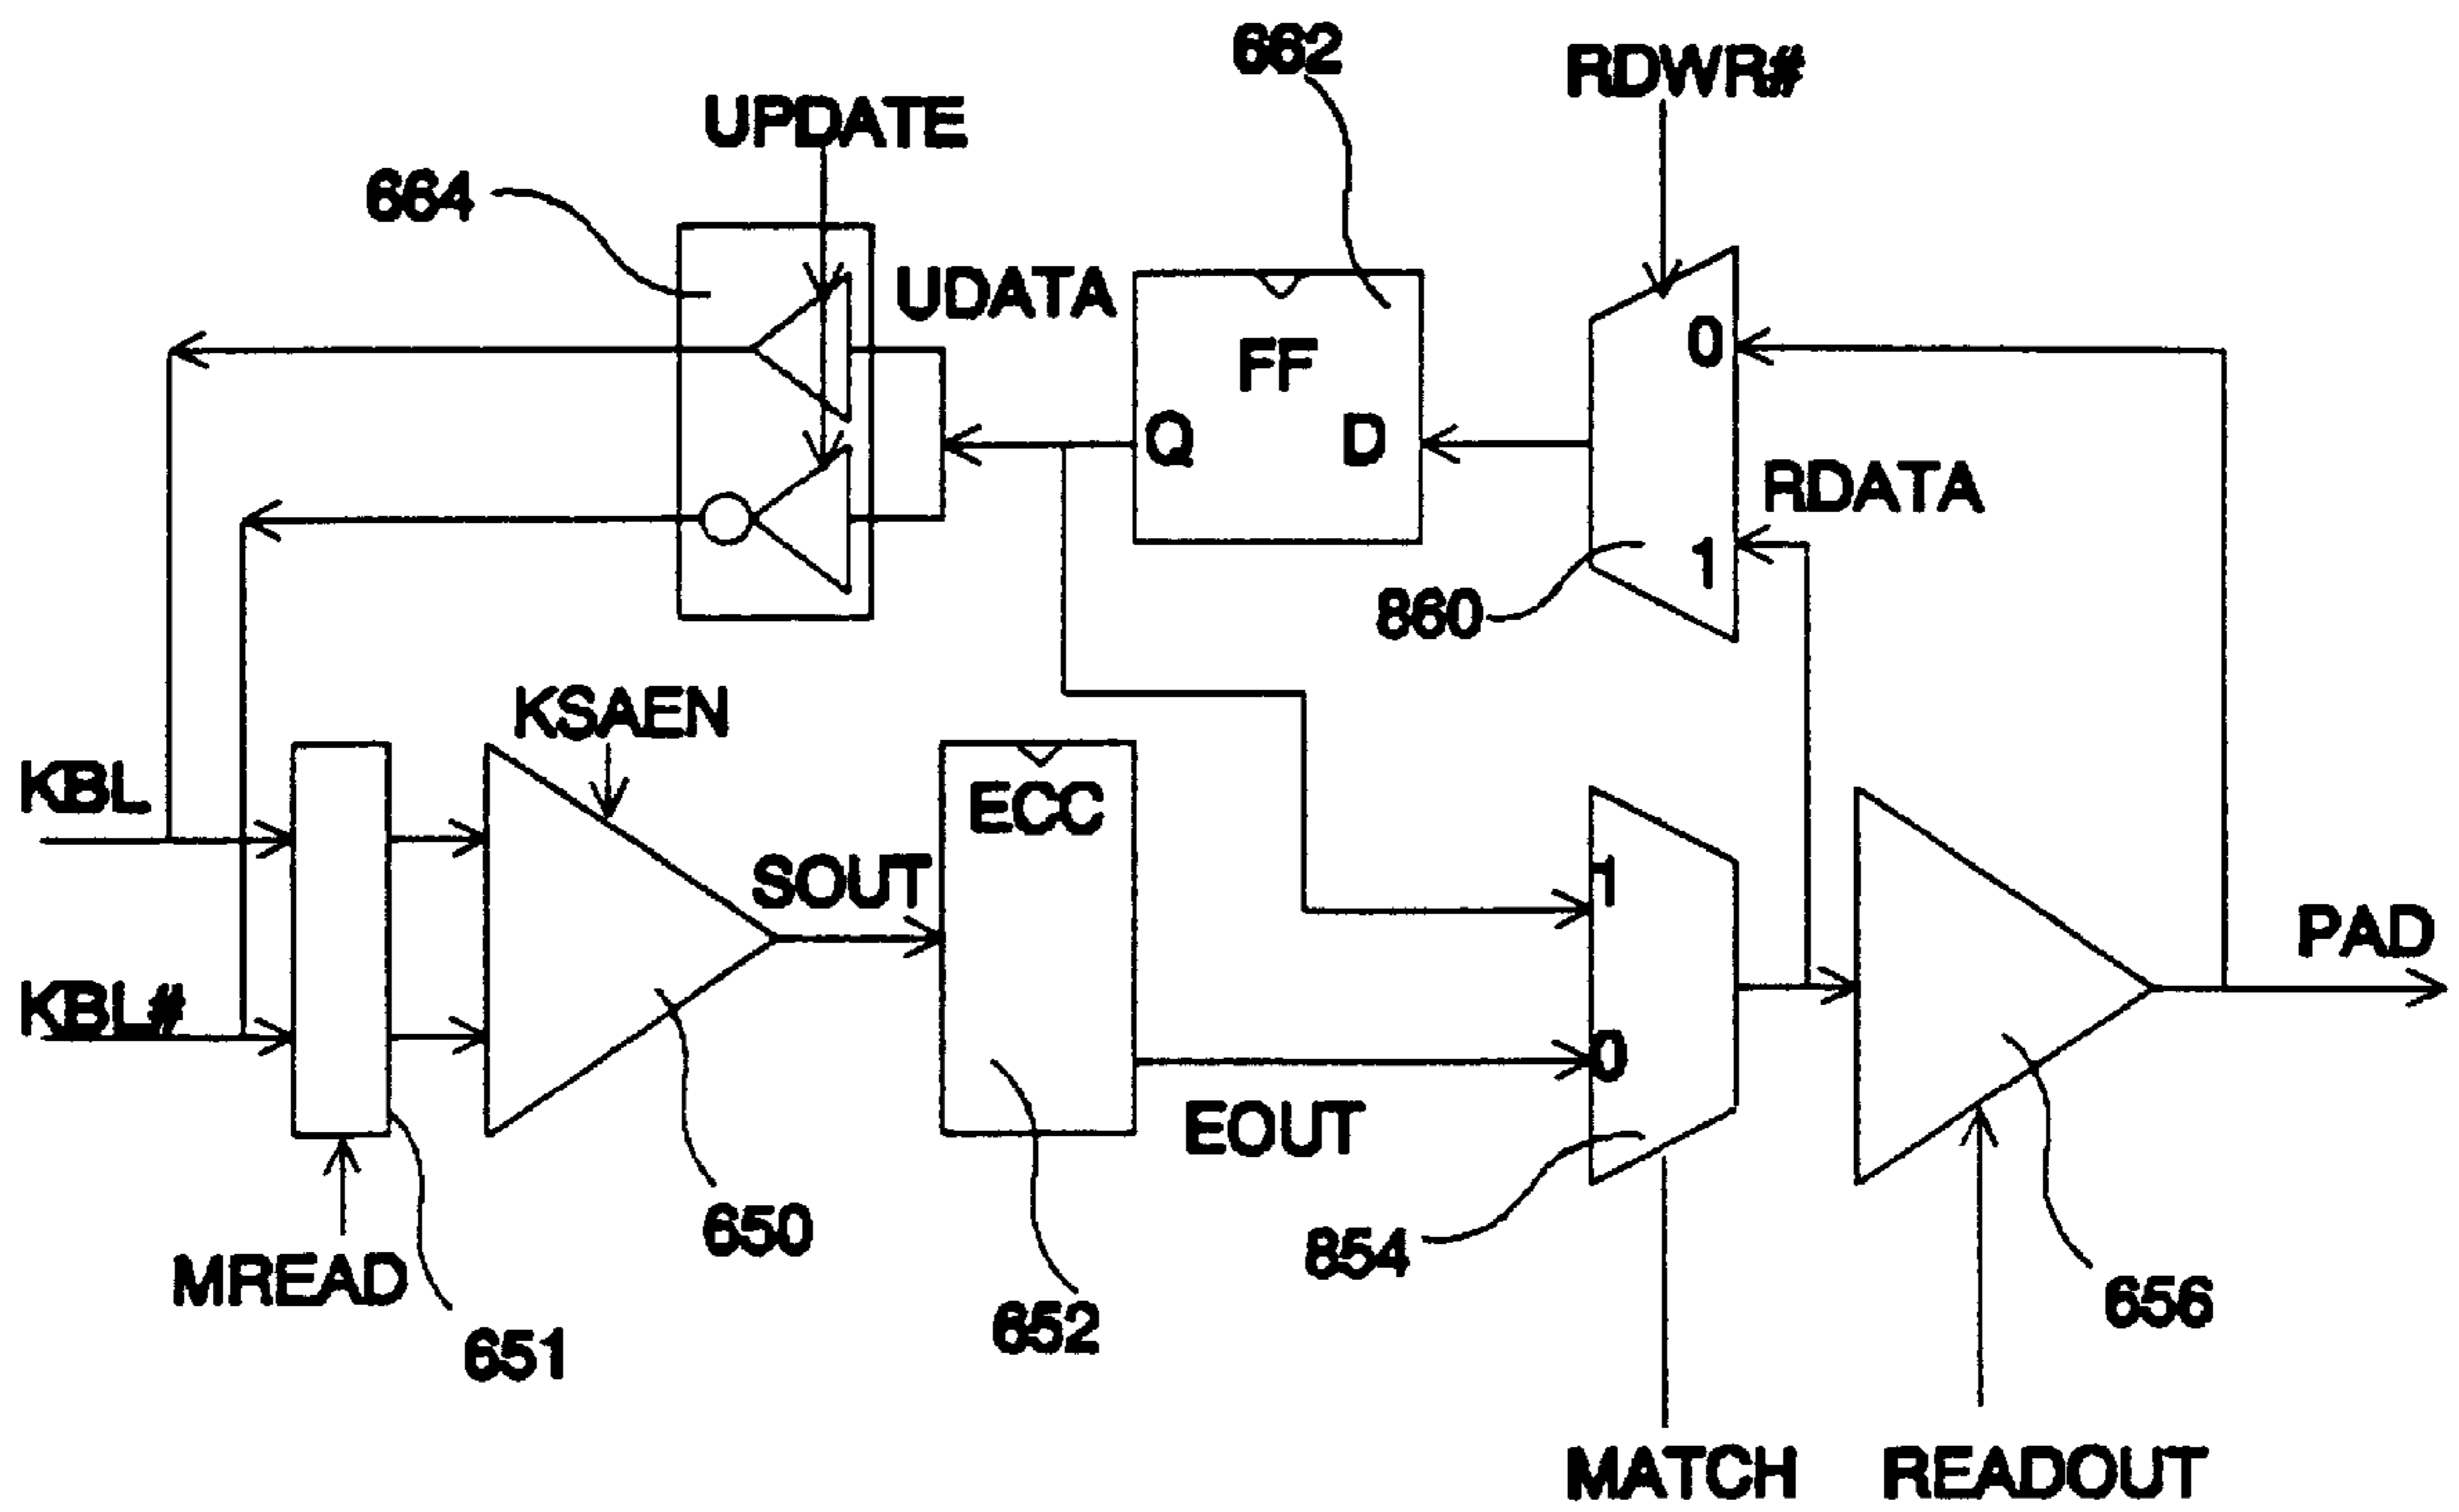 662
RDWR#
UPDATE
664
UDATA
0
FF
Q
D
RDATA
1
860
KSAEN
KBL
ECC
SOUT
1
PAD
KBL#
0
EOUT
650
854
MREAD
656
652
651
MATCH
READOUT